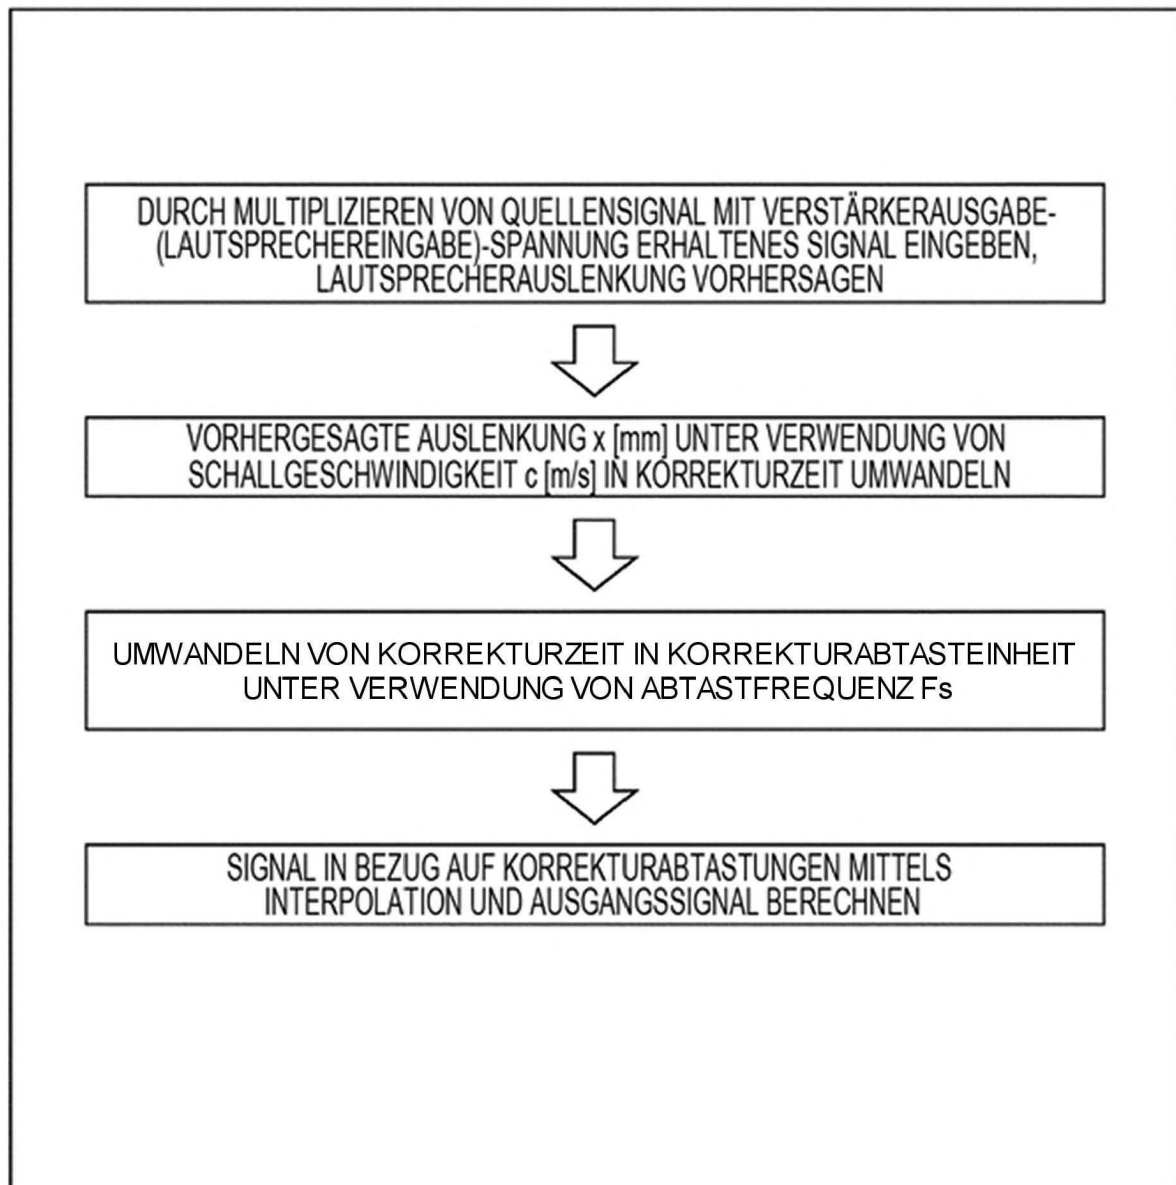 DURCH MULTIPLIZIEREN VON QUELLENSIGNAL MIT VERSTÄRKERAUSGABE-
(LAUTSPRECHEREINGABE)-SPANNUNG ERHALTENES SIGNAL EINGEBEN,
LAUTSPRECHERAUSLENKUNG VORHERSAGEN
VORHERGESAGTE AUSLENKUNG x [mm] UNTER VERWENDUNG VON
SCHALLGESCHWINDIGKEIT c [m/s] IN KORREKTURZEIT UMWANDELN
UMWANDELN VON KORREKTURZEIT IN KORREKTURABTASTEINHEIT
UNTER VERWENDUNG VON ABTASTFREQUENZ Fs
SIGNAL IN BEZUG AUF KORREKTURABTASTUNGEN MITTELS
INTERPOLATION UND AUSGANGSSIGNAL BERECHNEN